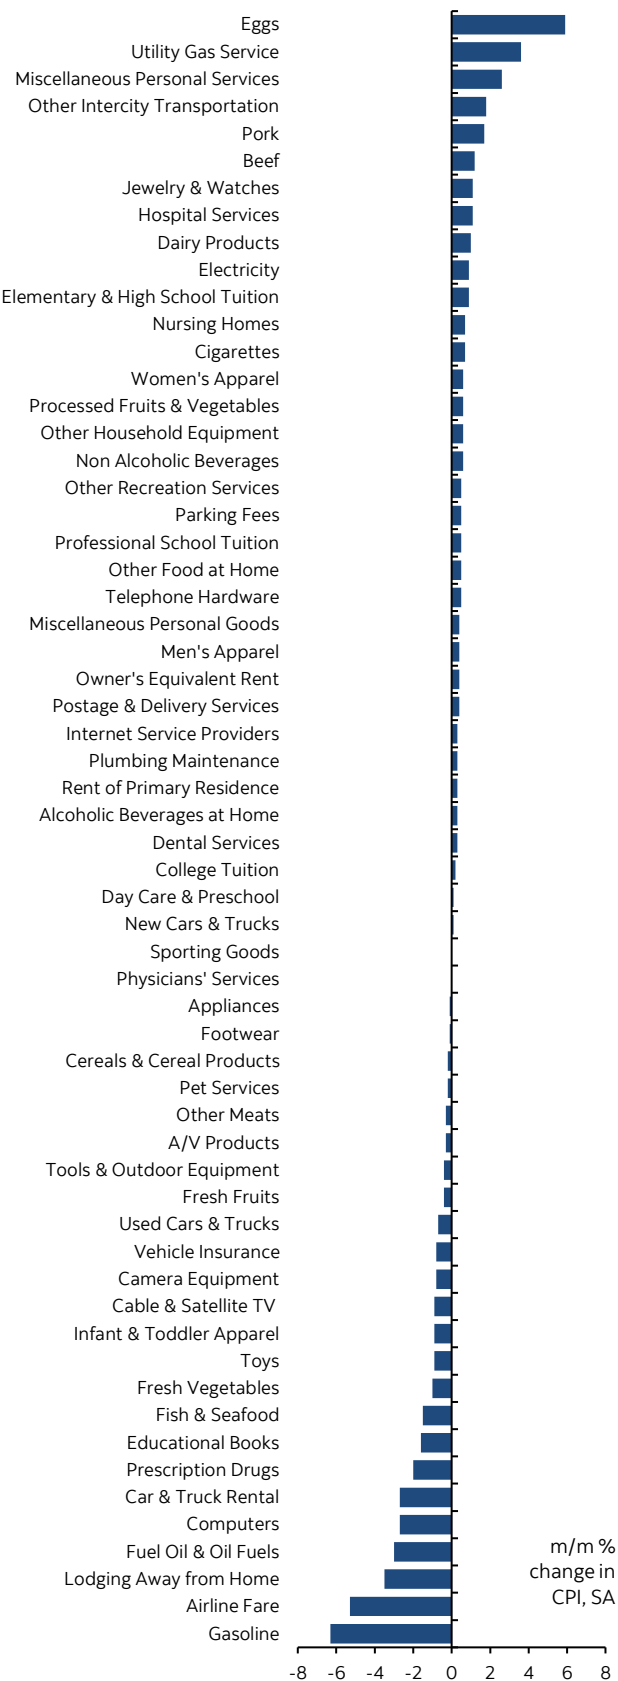 Eggs
Utility Gas Service
Miscellaneous Personal Services
Other Intercity Transportation
Pork
Beef
Jewelry & Watches
Hospital Services
Dairy Products
Electricity
Elementary & High School Tuition
Nursing Homes
Cigarettes
Women's Apparel
Processed Fruits & Vegetables
Other Household Equipment
Non Alcoholic Beverages
Other Recreation Services
Parking Fees
Professional School Tuition
Other Food at Home
Telephone Hardware
Miscellaneous Personal Goods
Men's Apparel
Owner's Equivalent Rent
Postage & Delivery Services
Internet Service Providers
Plumbing Maintenance
Rent of Primary Residence
Alcoholic Beverages at Home
Dental Services
College Tuition
Day Care & Preschool
New Cars & Trucks
Sporting Goods
Physicians' Services
Appliances
Footwear
Cereals & Cereal Products
Pet Services
Other Meats
A/V Products
Tools & Outdoor Equipment
Fresh Fruits
Used Cars & Trucks
Vehicle Insurance
Camera Equipment
Cable & Satellite TV
Infant & Toddler Apparel
Toys
Fresh Vegetables
Fish & Seafood
Educational Books
Prescription Drugs
Car & Truck Rental
Computers
Fuel Oil & Oil Fuels
Lodging Away from Home
Airline Fare
Gasoline
m/m %
change in
CPI, SA
-8 -6 -4 -2 0 2 4 6 8